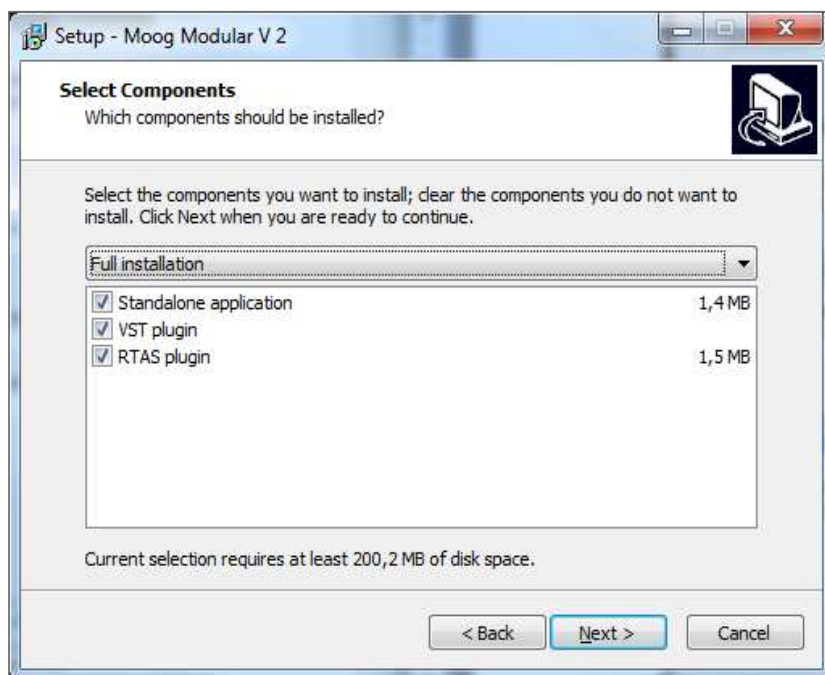 Setup - Moog Modular V 2
Select Components
Which components should be installed?
Select the components you want to install; clear the components you do not want to
install. Click Next when you are ready to continue.
Full installation
Standalone application 1,4 MB
VST plugin
RTAS plugin 1,5 MB
Current selection requires at least 200,2 MB of disk space.
< Back Next > Cancel